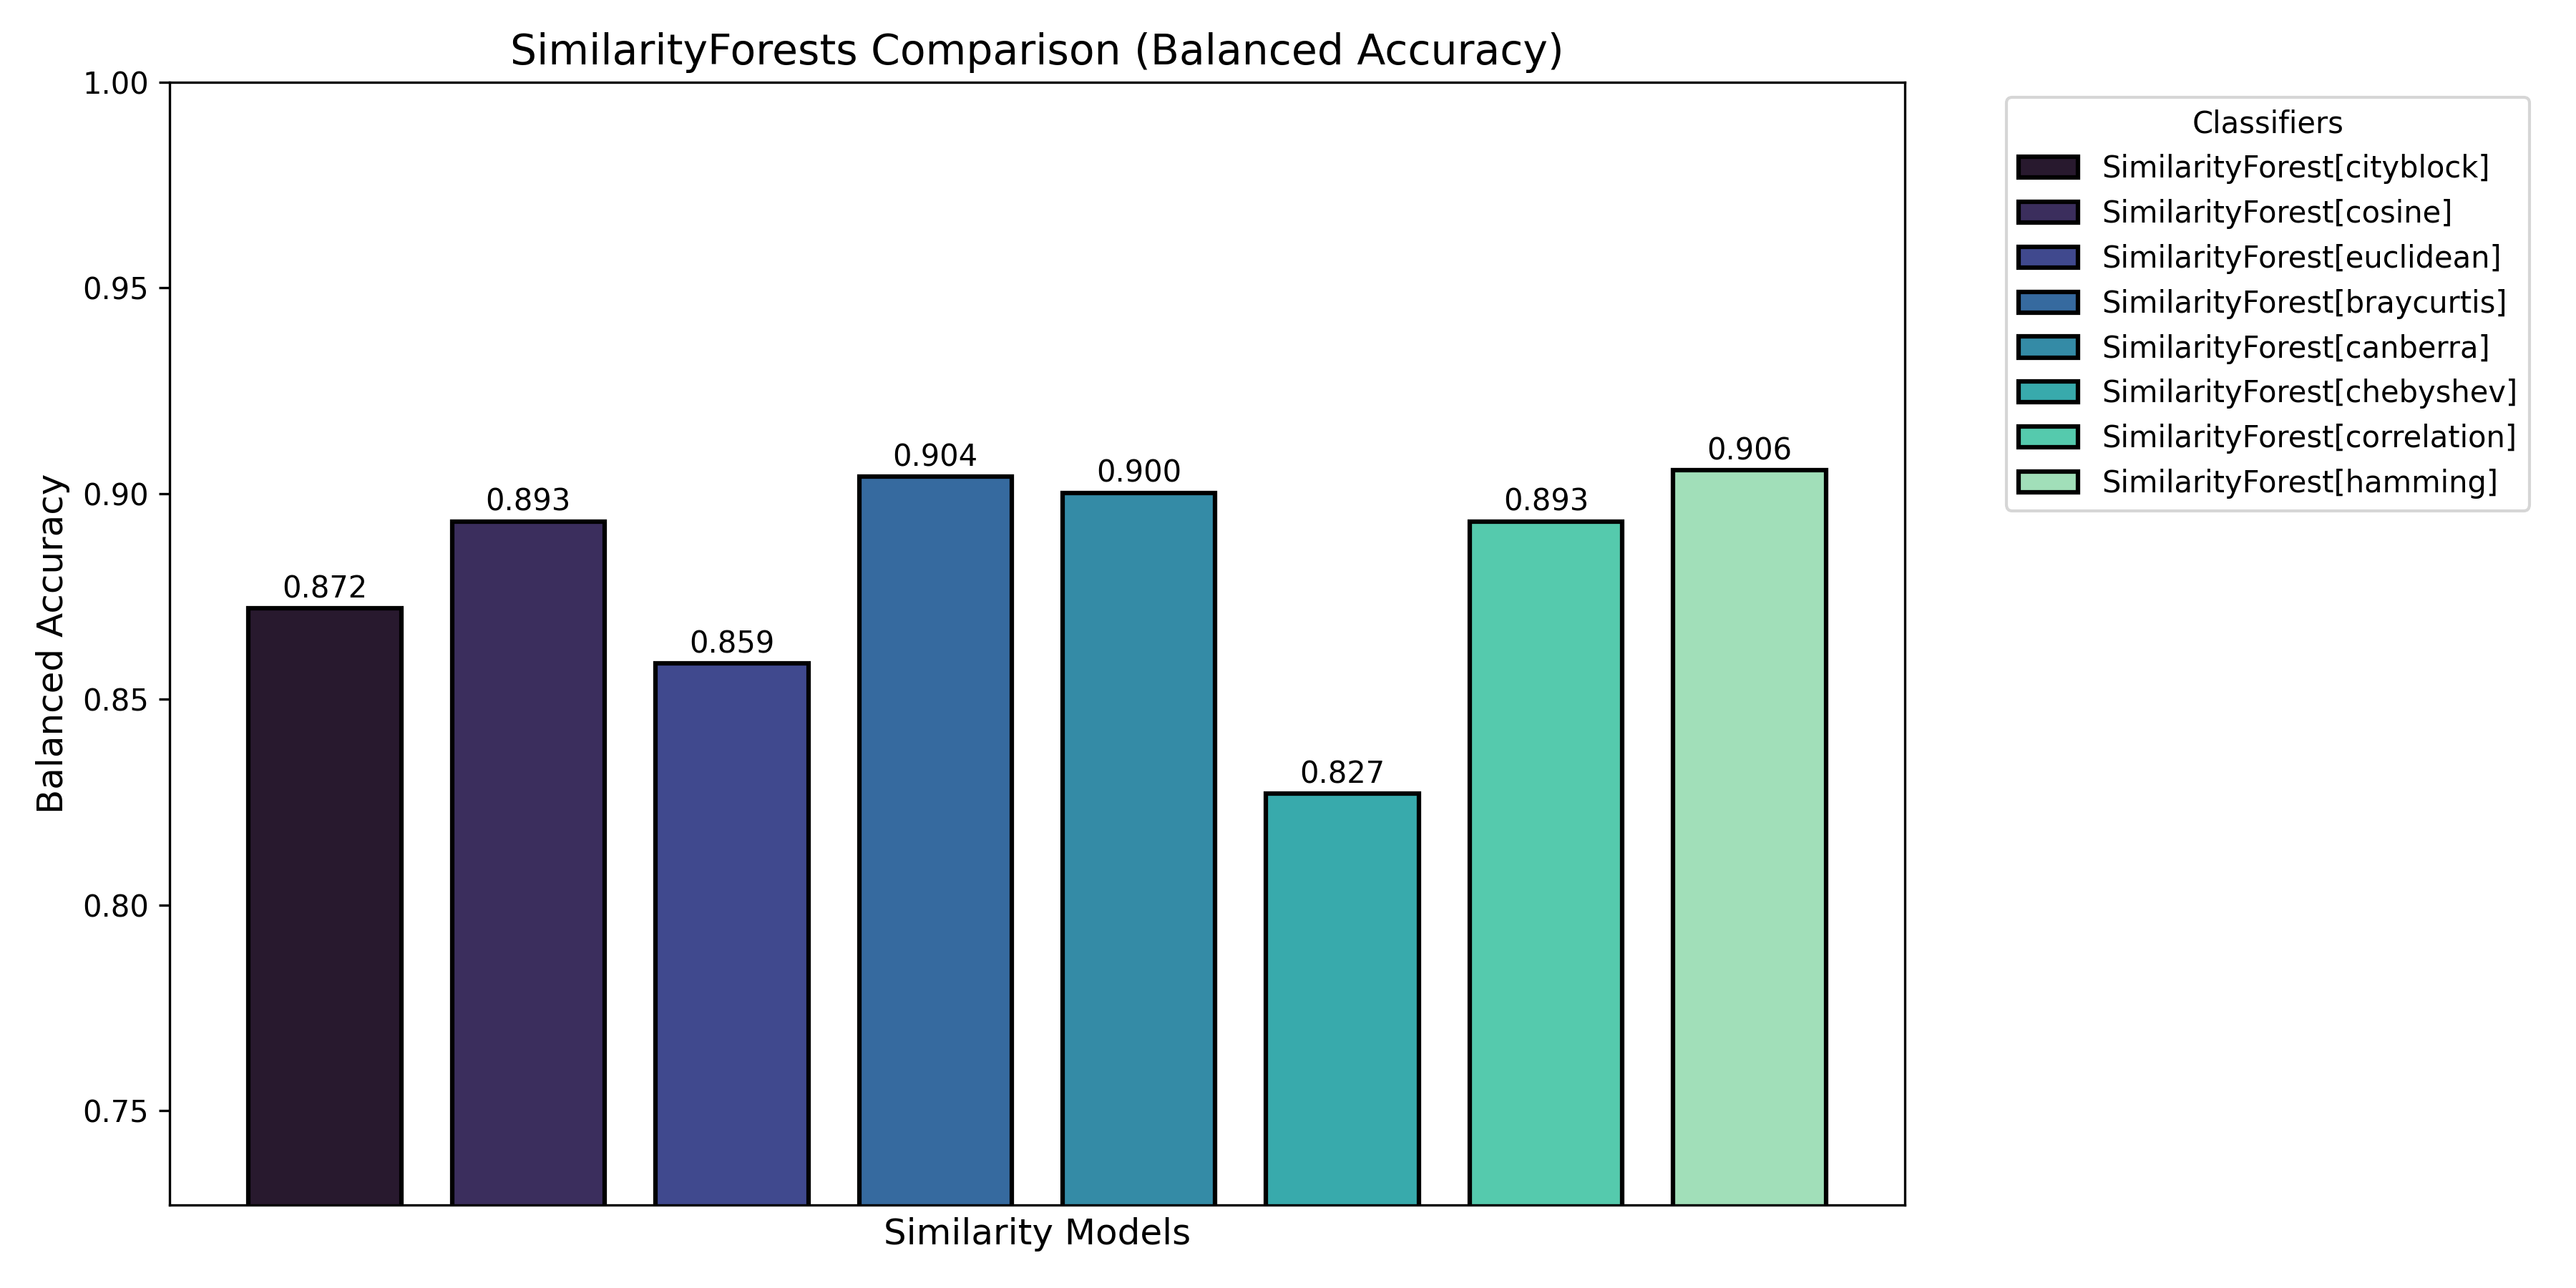 SimilarityForests Comparison (Balanced Accuracy)
Balanced Accuracy
1.00
0.95
0.90
0.85
0.80
0.75
0.872
0.893
0.859
0.904
0.900
0.827
0.893
0.906
Similarity Models
Classifiers
SimilarityForest[cityblock]
SimilarityForest[cosine]
SimilarityForest[euclidean]
SimilarityForest[braycurtis]
SimilarityForest[canberra]
SimilarityForest[chebyshev]
SimilarityForest[correlation]
SimilarityForest[hamming]